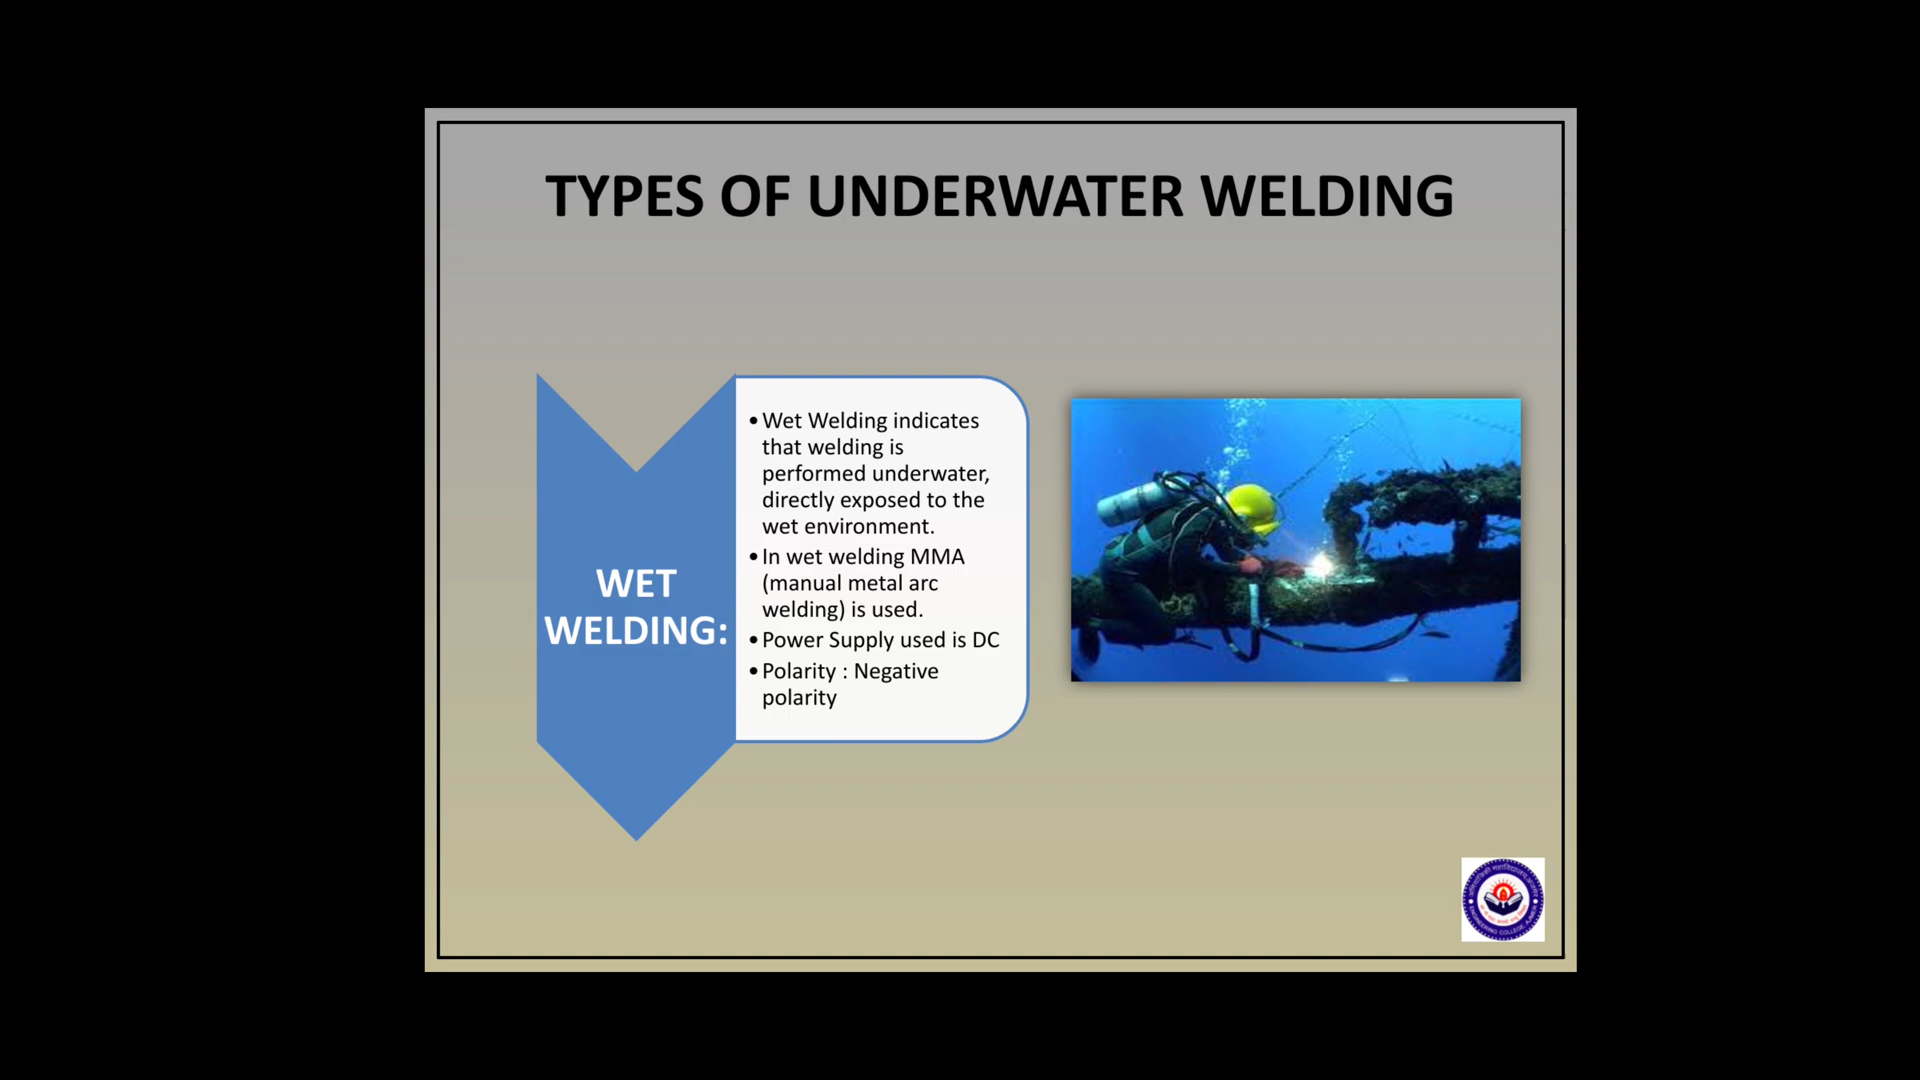 TYPES OF UNDERWATER WELDING
WET
WELDING:
•Wet Welding indicates
that welding is
performed underwater,
directly exposed to the
wet environment.
•In wet welding MMA
(manual metal arc
welding) is used.
•Power Supply used is DC
•Polarity : Negative
polarity
ENGINEERING COLLEGE